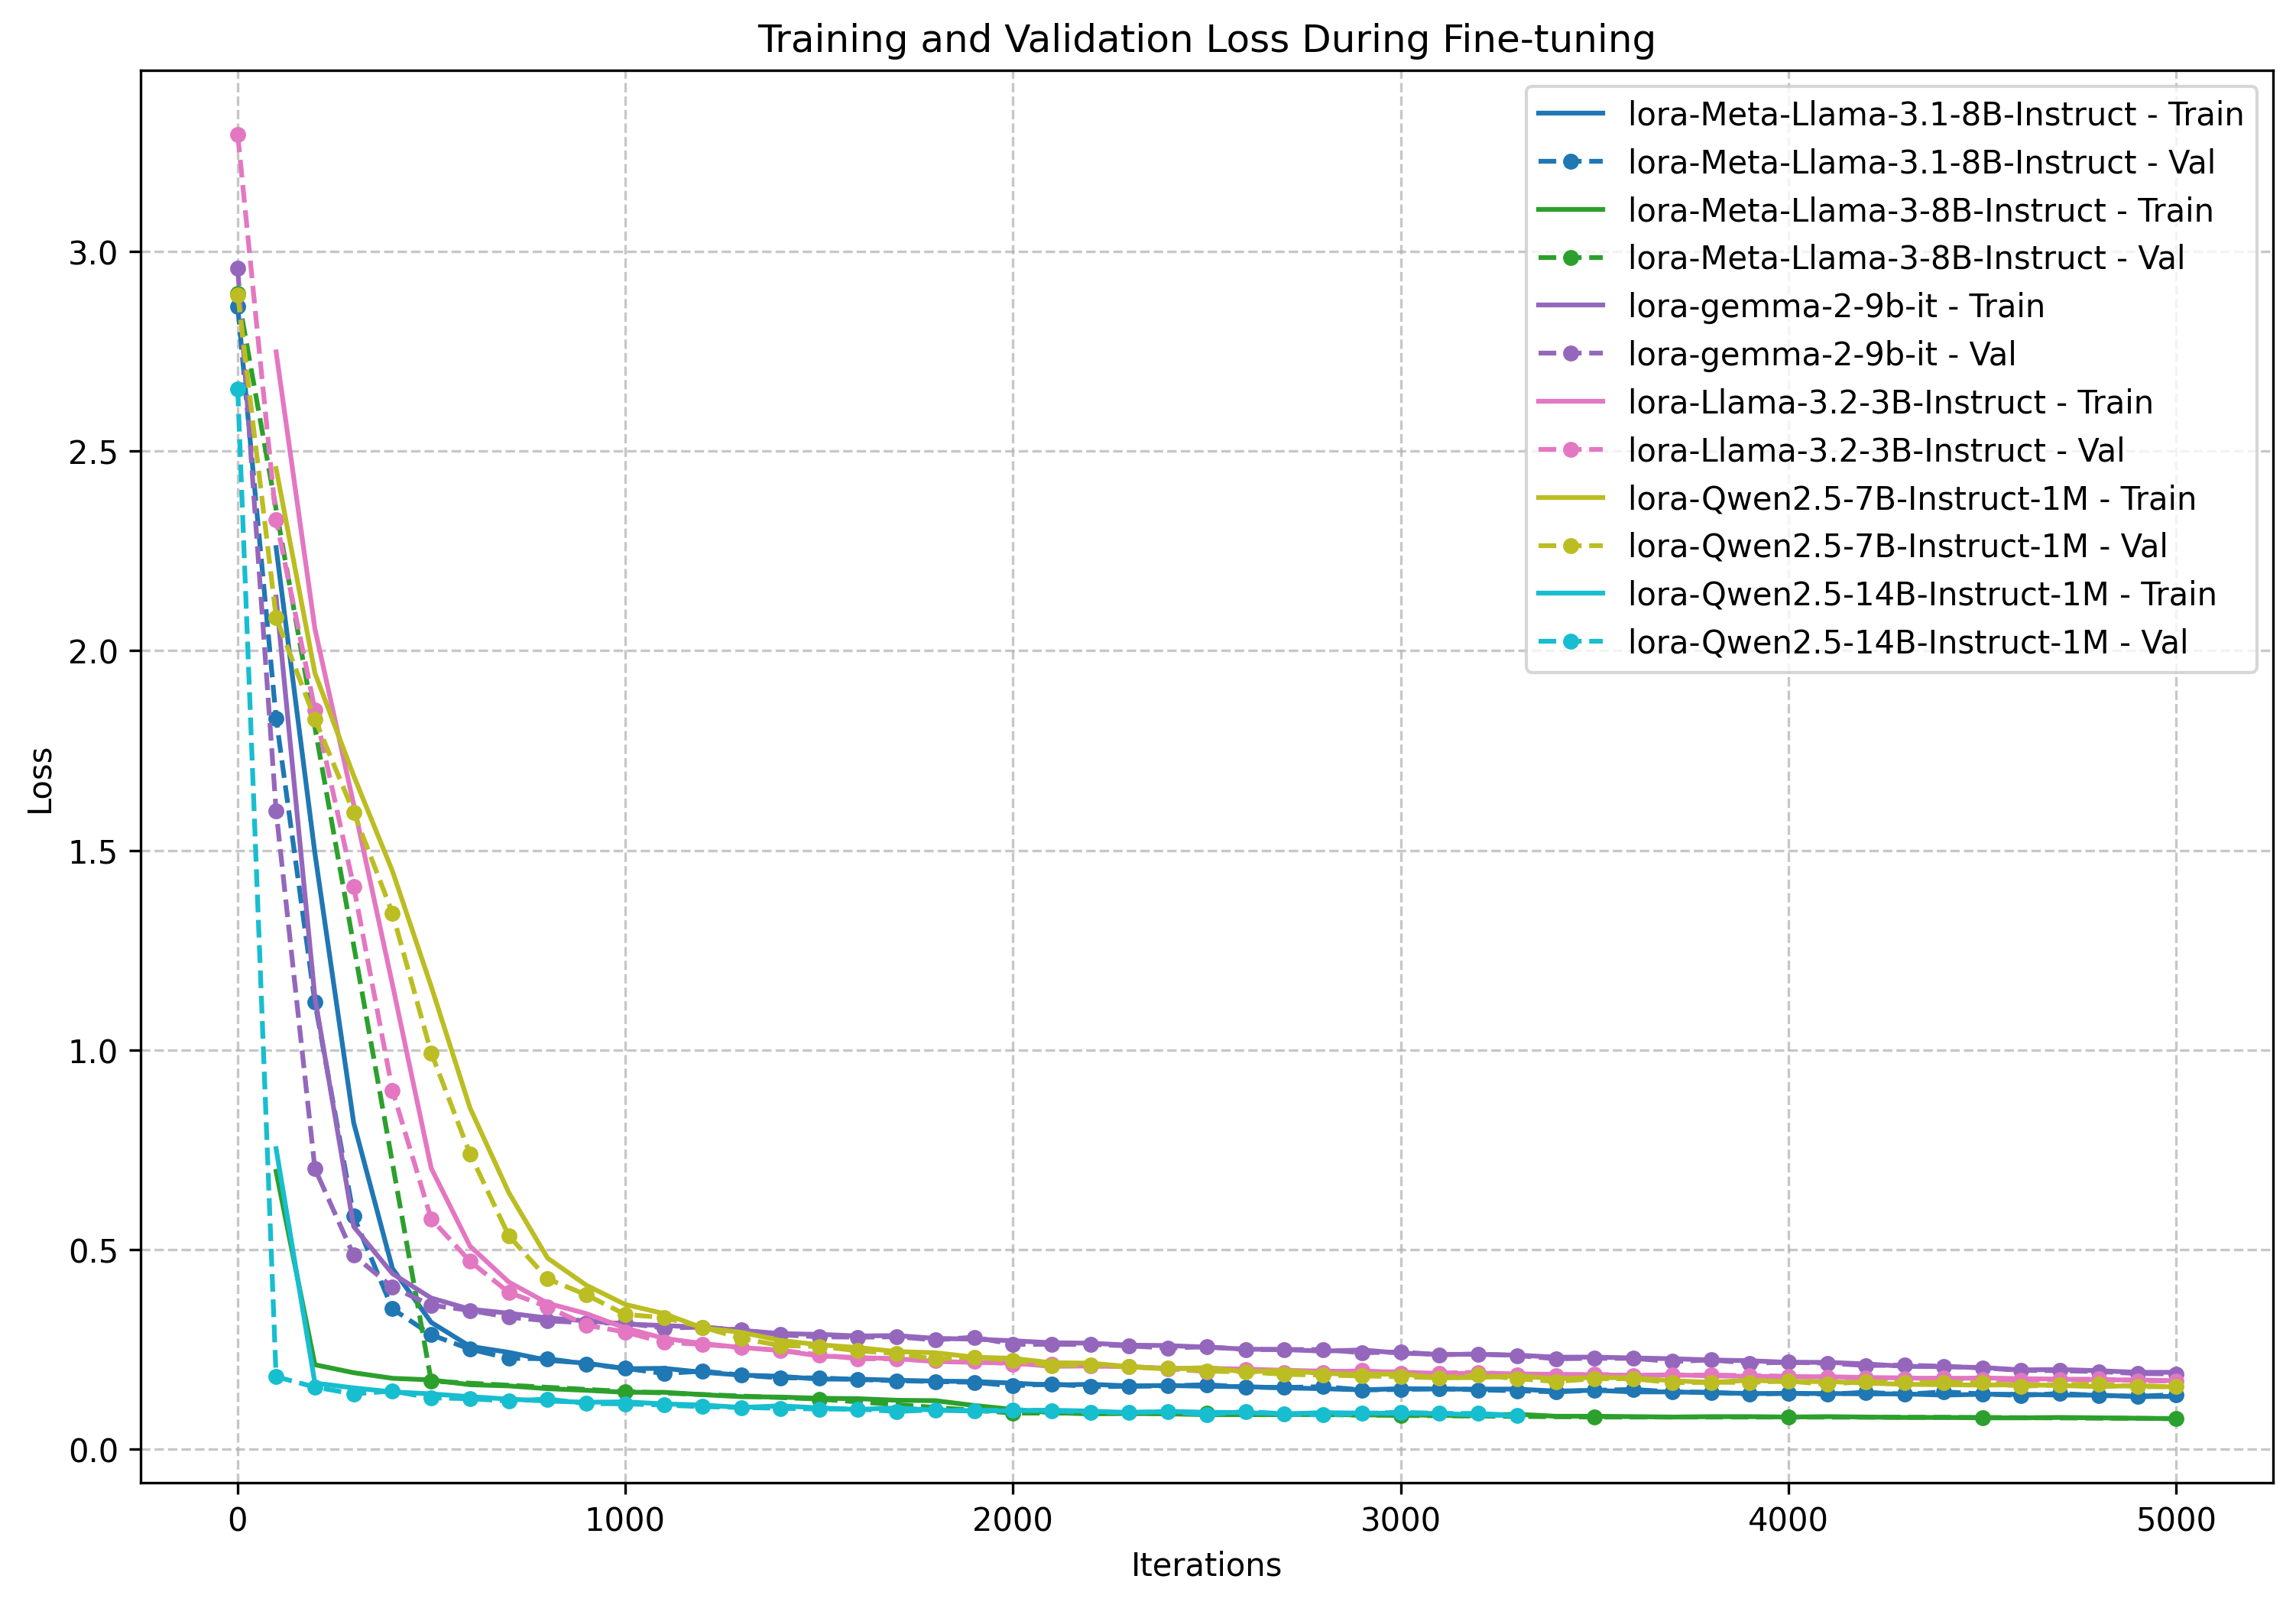 Training and Validation Loss During Fine-tuning
lora-Meta-Llama-3.1-8B-Instruct - Train
lora-Meta-Llama-3.1-8B-Instruct - Val
lora-Meta-Llama-3-8B-Instruct - Train
lora-Meta-Llama-3-8B-Instruct - Val
lora-gemma-2-9b-it - Train
lora-gemma-2-9b-it - Val
lora-Llama-3.2-3B-Instruct - Train
lora-Llama-3.2-3B-Instruct - Val
lora-Qwen2.5-7B-Instruct-1M - Train
lora-Qwen2.5-7B-Instruct-1M - Val
lora-Qwen2.5-14B-Instruct-1M - Train
lora-Qwen2.5-14B-Instruct-1M - Val
Loss
3.0
2.5
2.0
1.5
1.0
0.5
0.0
0 1000 2000 3000 4000 5000
Iterations